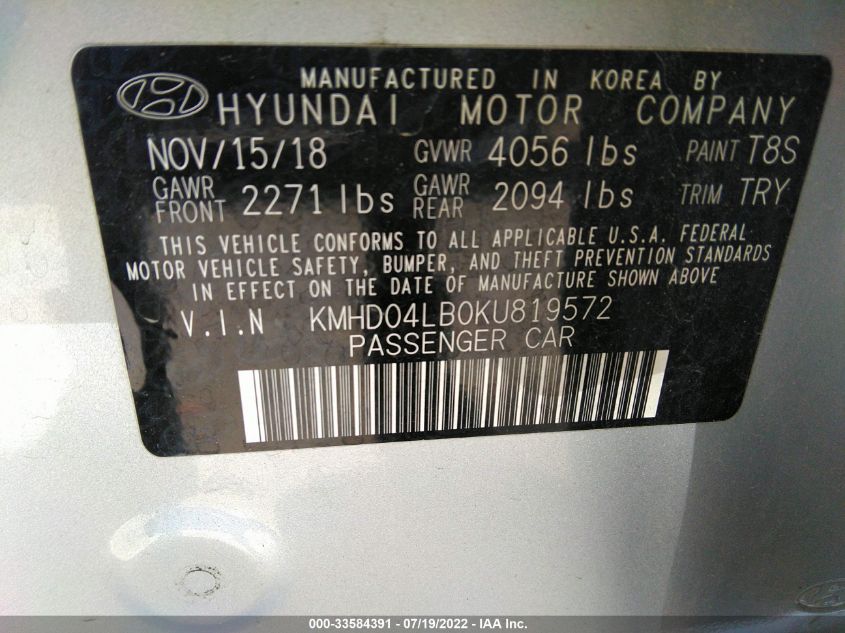 MANUFACTURED IN KOREA BY
HYUNDAI MOTOR COMPANY
NOV/15/18 GVWR 4056 lbs PAINT T8S
GAWR FRONT 2271 lbs GAWR REAR 2094 lbs TRIM TRY
THIS VEHICLE CONFORMS TO ALL APPLICABLE U.S.A. FEDERAL
MOTOR VEHICLE SAFETY, BUMPER, AND THEFT PREVENTION STANDARDS
IN EFFECT ON THE DATE OF MANUFACTURE SHOWN ABOVE
V.I.N KMHD04LB0KU819572
PASSENGER CAR
000-33584391 - 07/19/2022 - IAA Inc.